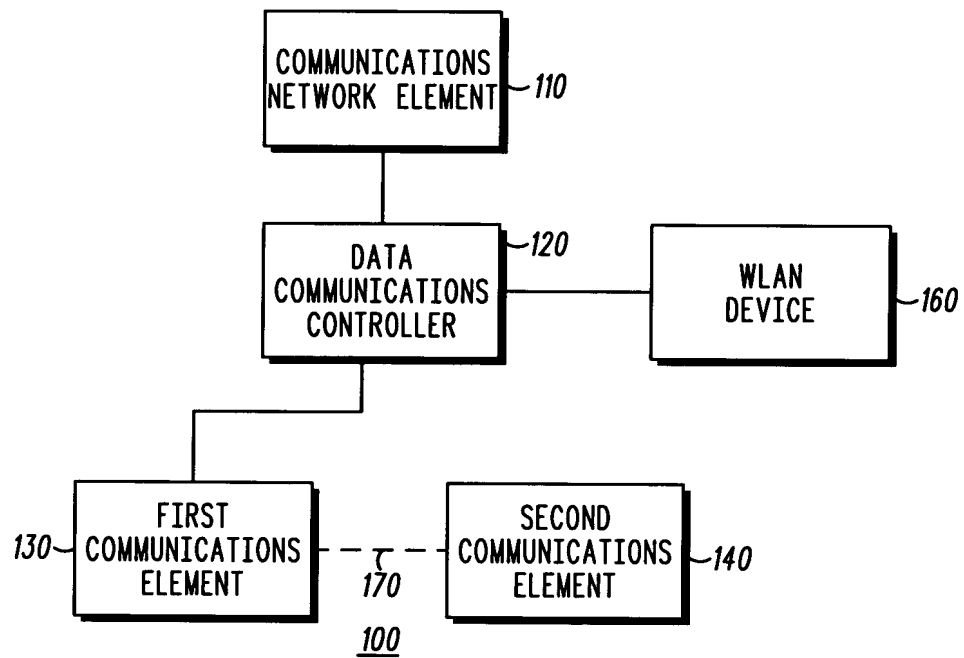 COMMUNICATIONS
NETWORK ELEMENT
110
DATA
COMMUNICATIONS
CONTROLLER
120
WLAN
DEVICE
160
130
FIRST
COMMUNICATIONS
ELEMENT
170
SECOND
COMMUNICATIONS
ELEMENT
140
100